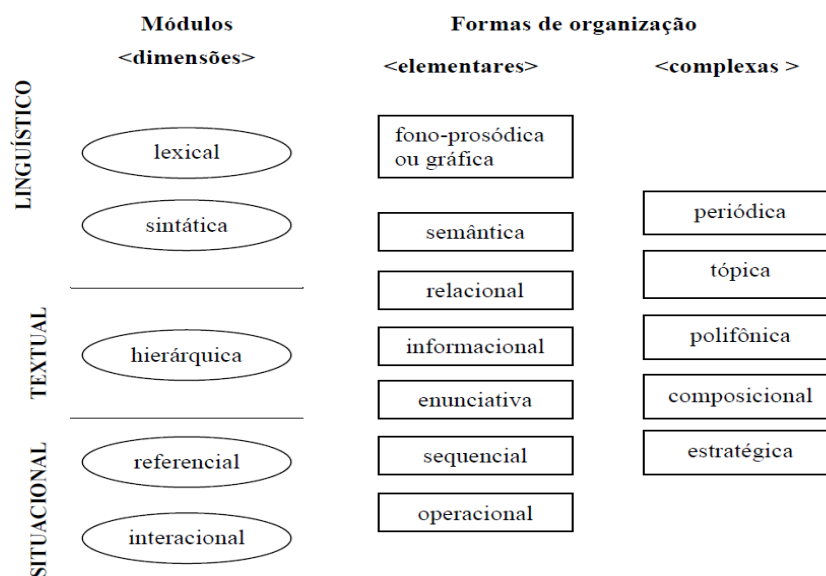 Módulos
<dimensões>
Formas de organização
<elementares>
<complexas >
LINGUÍSTICO
lexical
sintática
TEXTUAL
hierárquica
SITUACIONAL
referencial
interacional
fono-prosódica
ou gráfica
semântica
relacional
informacional
enunciativa
sequencial
operacional
periódica
tópica
polifônica
composicional
estratégica